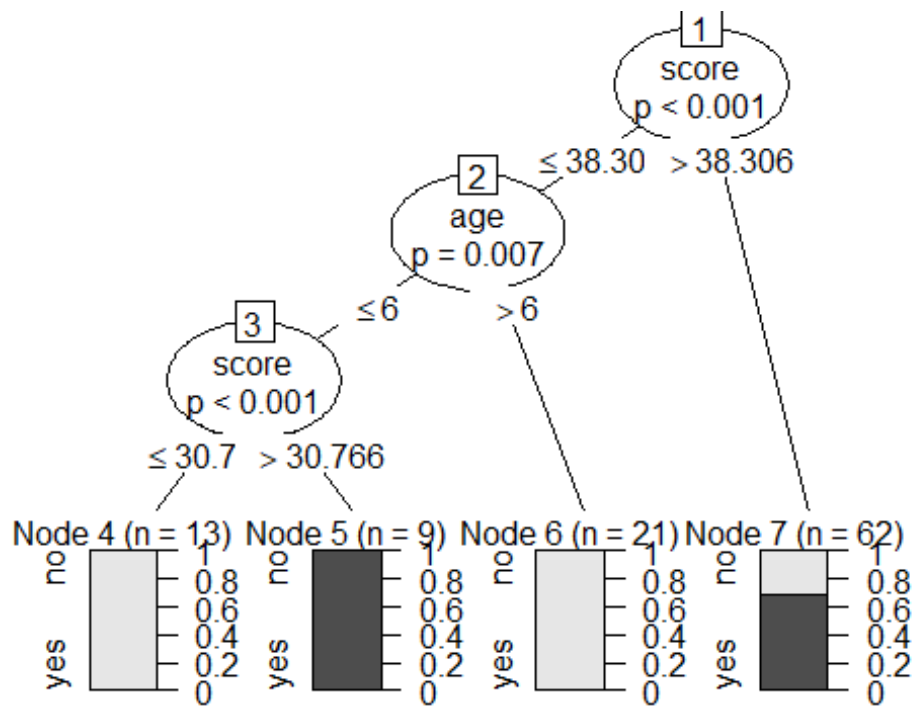 1
score
p < 0.001
≤ 38.30 > 38.306
2
age
p = 0.007
≤ 6 > 6
3
score
p < 0.001
≤ 30.7 > 30.766
Node 4 (n = 13)
no
yes
1
0.8
0.6
0.4
0.2
0
Node 5 (n = 9)
no
yes
1
0.8
0.6
0.4
0.2
0
Node 6 (n = 21)
no
yes
1
0.8
0.6
0.4
0.2
0
Node 7 (n = 62)
no
yes
1
0.8
0.6
0.4
0.2
0